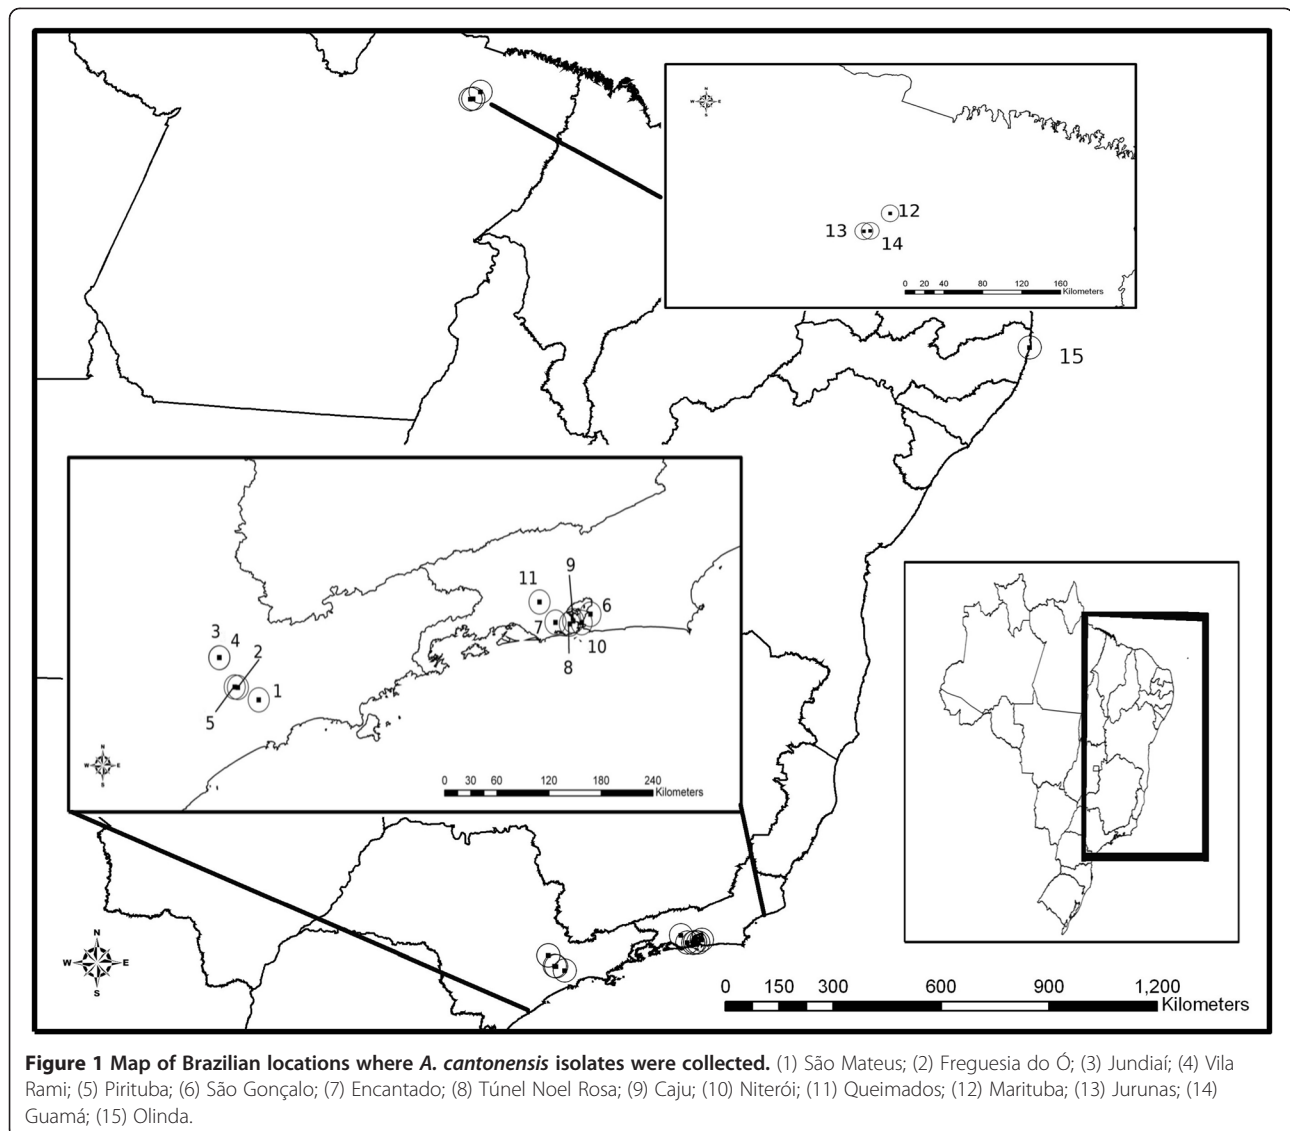 N
W E
S
12
13
14
0 20 40 80 120 160
Kilometers
15
9
11
6
3
4
7
2
10
8
1
5
N
W E
S
0 30 60 120 180 240
Kilometers
N
W E
S
0 150 300 600 900 1,200
Kilometers
Figure 1 Map of Brazilian locations where A. cantonensis isolates were collected. (1) São Mateus; (2) Freguesia do Ó; (3) Jundiaí; (4) Vila
Rami; (5) Pirituba; (6) São Gonçalo; (7) Encantado; (8) Túnel Noel Rosa; (9) Caju; (10) Niterói; (11) Queimados; (12) Marituba; (13) Jurunas; (14)
Guamá; (15) Olinda.